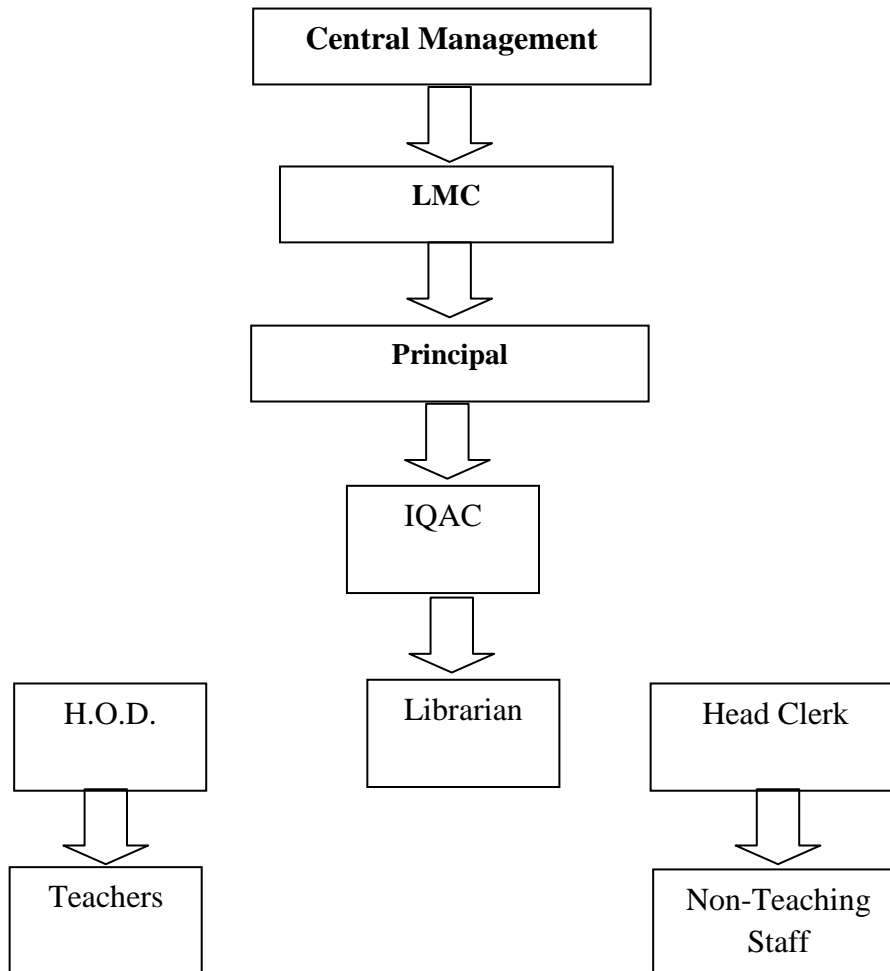 Central Management
LMC
Principal
IQAC
H.O.D.
Librarian
Head Clerk
Teachers
Non-Teaching
Staff